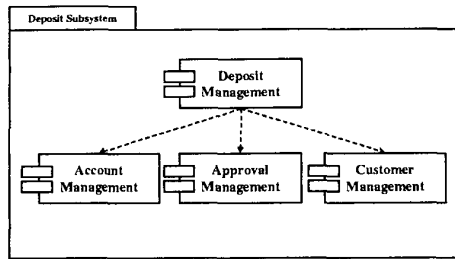 Deposit Subsystem
Deposit
Management
Account
Management
Approval
Management
Customer
Management